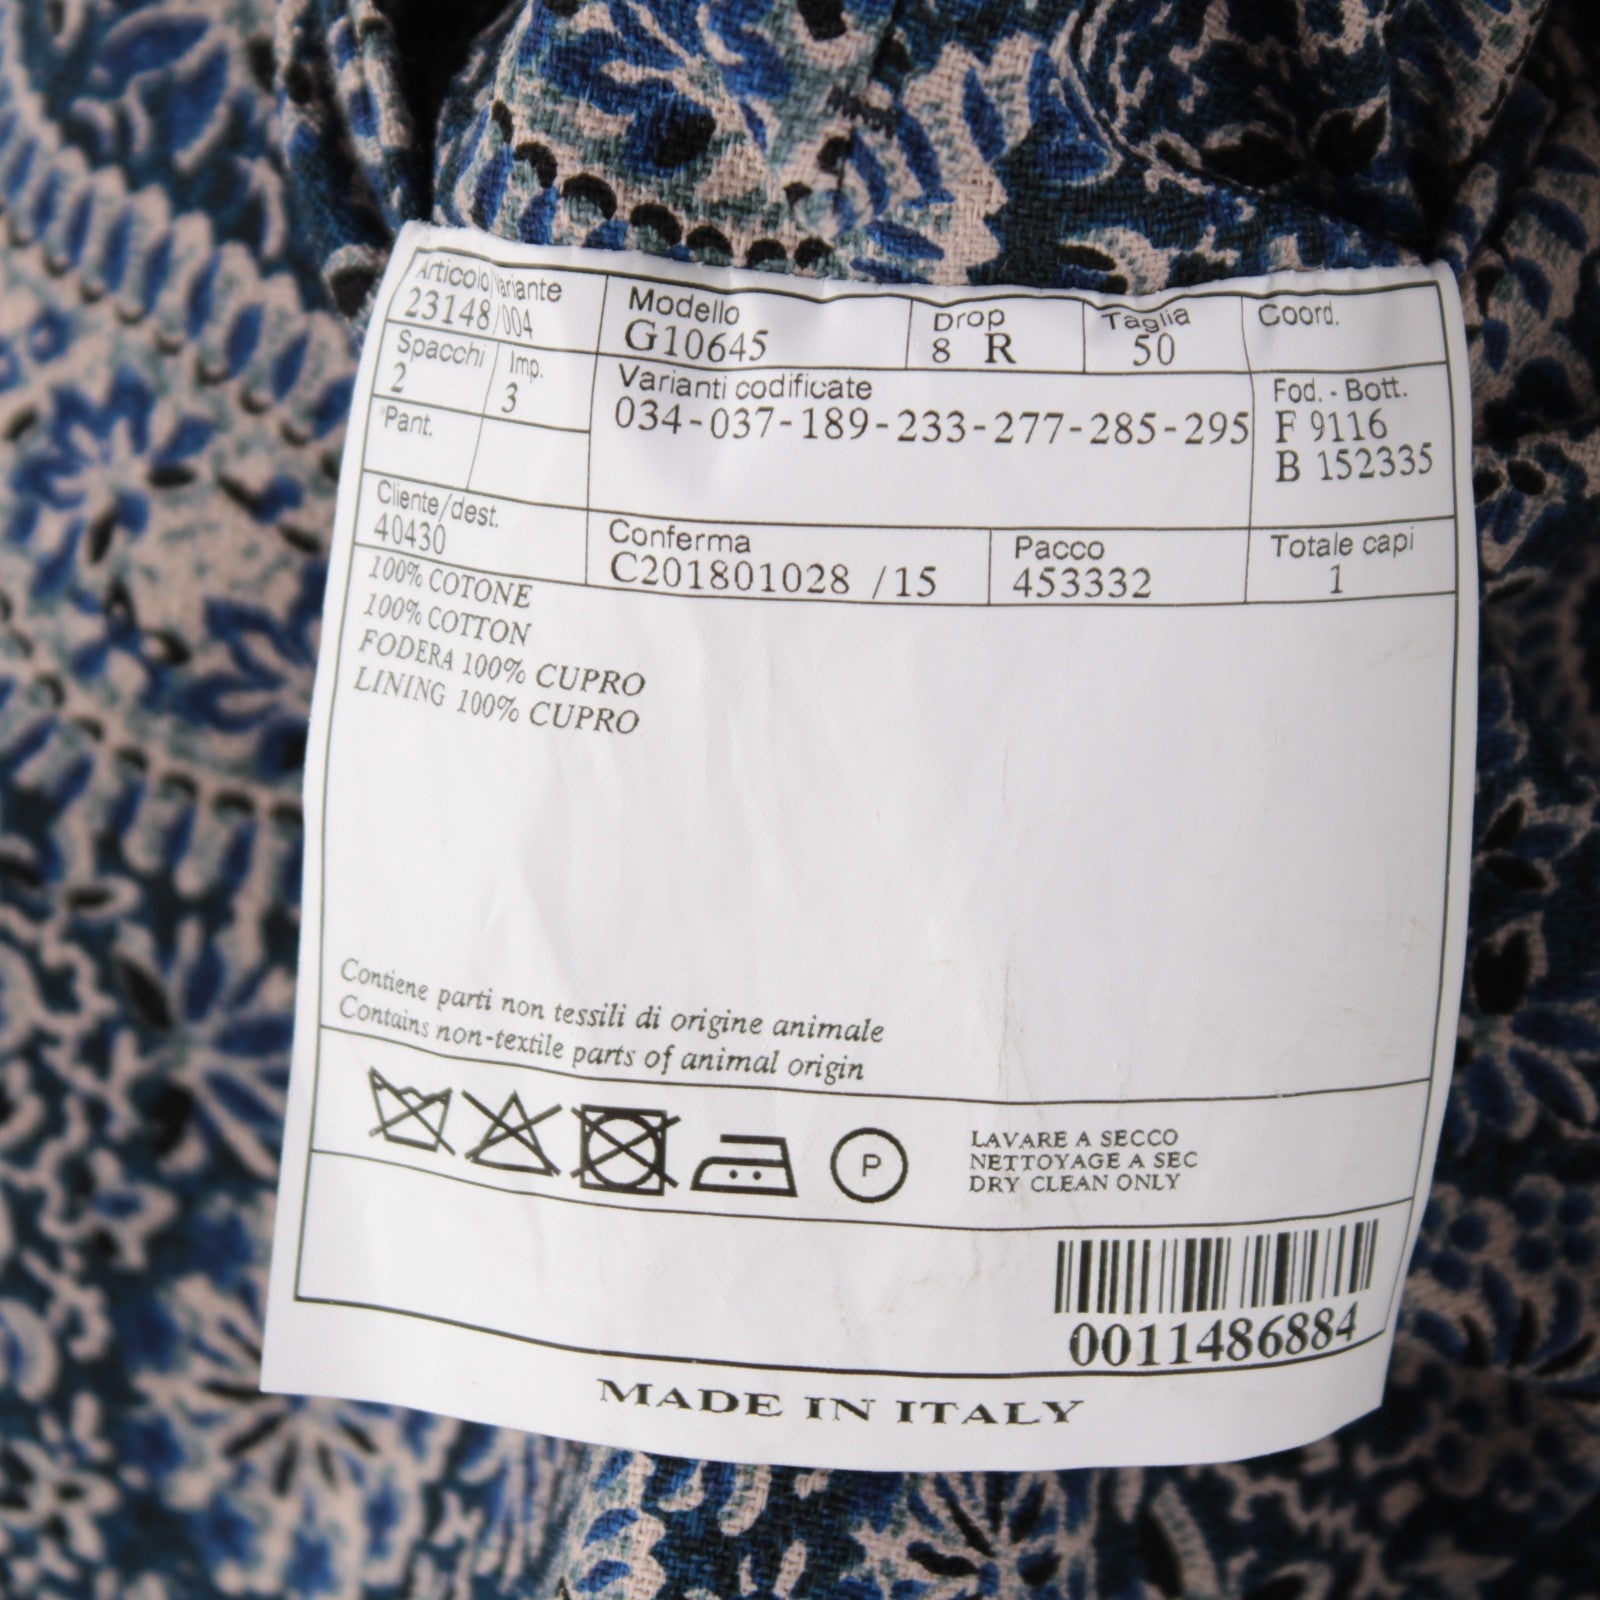 Articolo/Variante
23148/004
Modello
G10645
Drop
8 R
Taglia
50
Coord.
Spacchi
2
Imp.
3
Varianti codificate
034-037-189-233-277-285-295
Fod. - Bott.
F 9116
B 152335
Pant.
Cliente/dest.
40430
Conferma
C201801028 /15
Pacco
453332
Totale capi
1
100% COTONE
100% COTTON
FODERA 100% CUPRO
LINING 100% CUPRO
Contiene parti non tessili di origine animale
Contains non-textile parts of animal origin
P
LAVARE A SECCO
NETTOYAGE A SEC
DRY CLEAN ONLY
0011486884
MADE IN ITALY